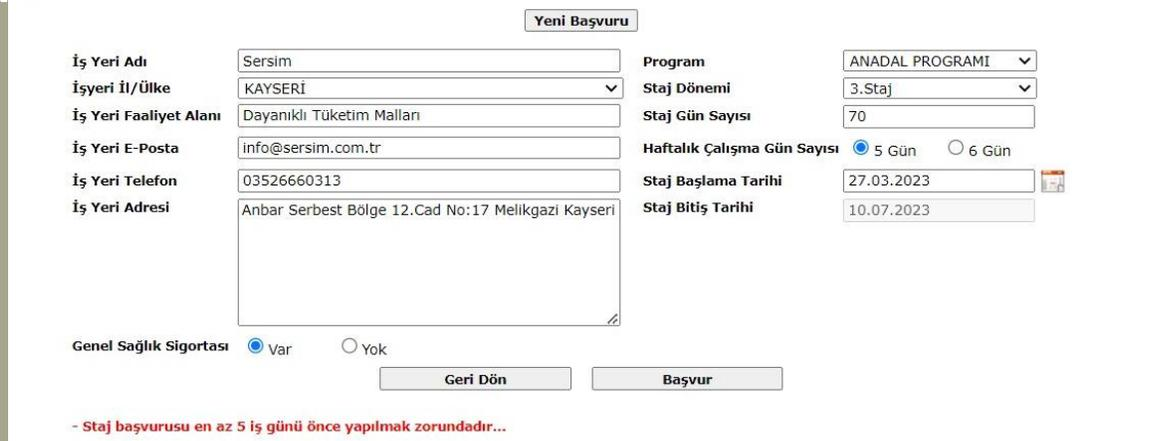 Yeni Başvuru
İş Yeri Adı Sersim Program ANADAL PROGRAMI
İşyeri İl/Ülke KAYSERİ Staj Dönemi 3.Staj
İş Yeri Faaliyet Alanı Dayanıklı Tüketim Malları Staj Gün Sayısı 70
İş Yeri E-Posta info@sersim.com.tr Haftalık Çalışma Gün Sayısı 5 Gün 6 Gün
İş Yeri Telefon 03526660313 Staj Başlama Tarihi 27.03.2023
İş Yeri Adresi Anbar Serbest Bölge 12.Cad No:17 Melikgazi Kayseri Staj Bitiş Tarihi 10.07.2023
Genel Sağlık Sigortası Var Yok
Geri Dön Başvur
- Staj başvurusu en az 5 iş günü önce yapılmak zorundadır...